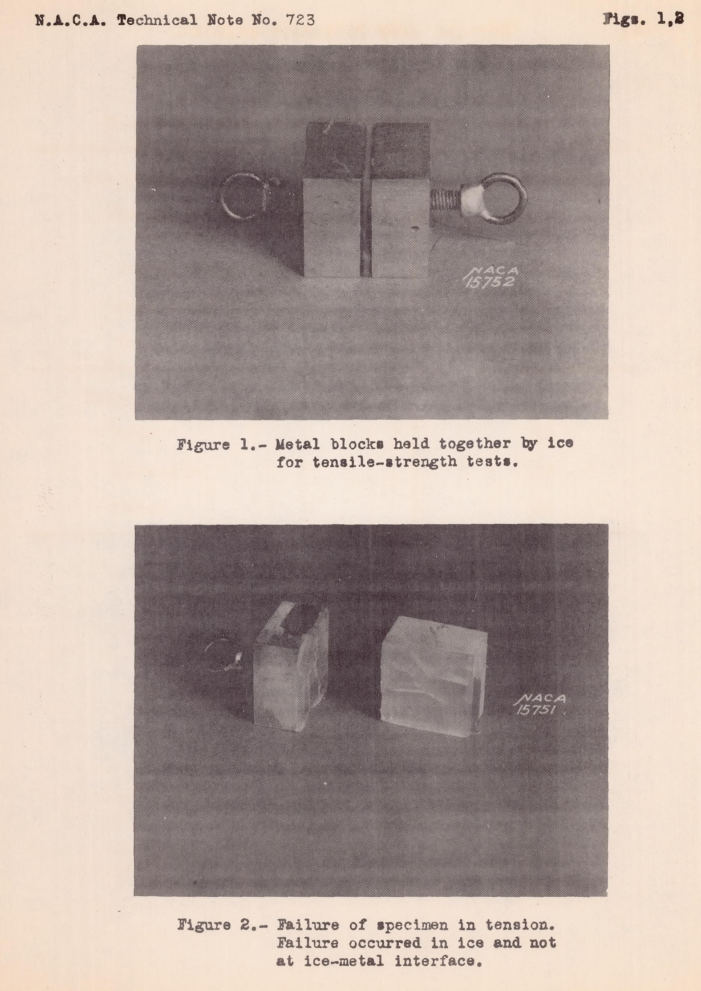 N.A.C.A. Technical Note No. 723
Figs. 1,2
NACA
15752
Figure 1.- Metal blocks held together by ice
for tensile-strength tests.
NACA
15751
Figure 2.- Failure of specimen in tension.
Failure occurred in ice and not
at ice-metal interface.